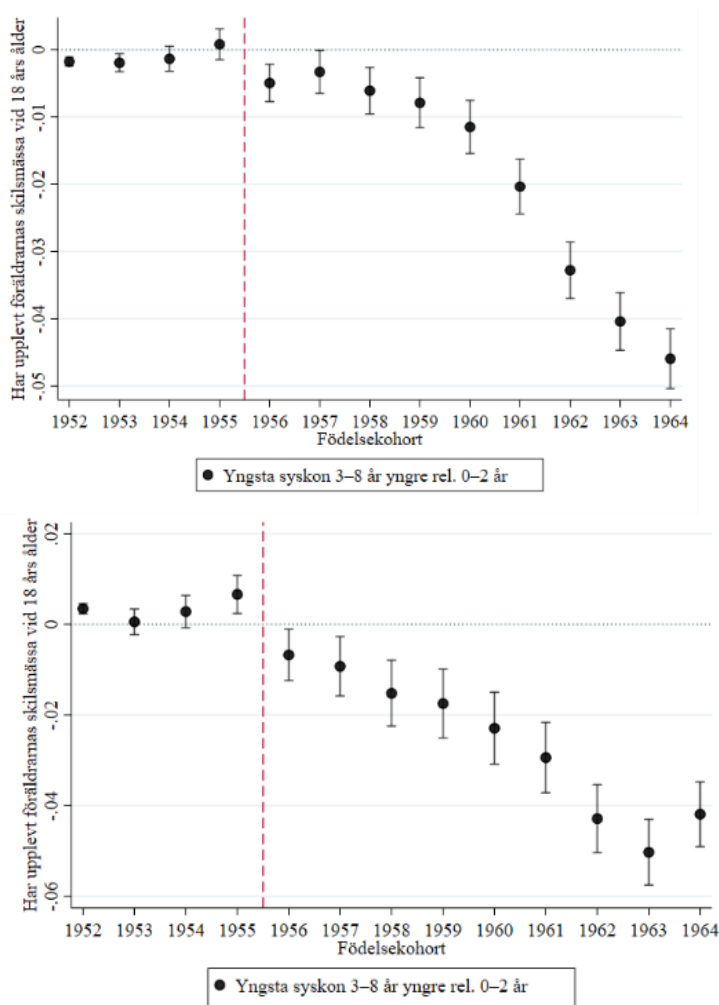 Har upplevt föräldrarnas skilsmässa vid 18 års ålder
0
-.01
-.02
-.03
-.04
-.05
1952 1953 1954 1955 1956 1957 1958 1959 1960 1961 1962 1963 1964
Födelsekohort
Yngsta syskon 3–8 år yngre rel. 0–2 år
Har upplevt föräldrarnas skilsmässa vid 18 års ålder
.02
0
-.02
-.04
-.06
1952 1953 1954 1955 1956 1957 1958 1959 1960 1961 1962 1963 1964
Födelsekohort
Yngsta syskon 3–8 år yngre rel. 0–2 år